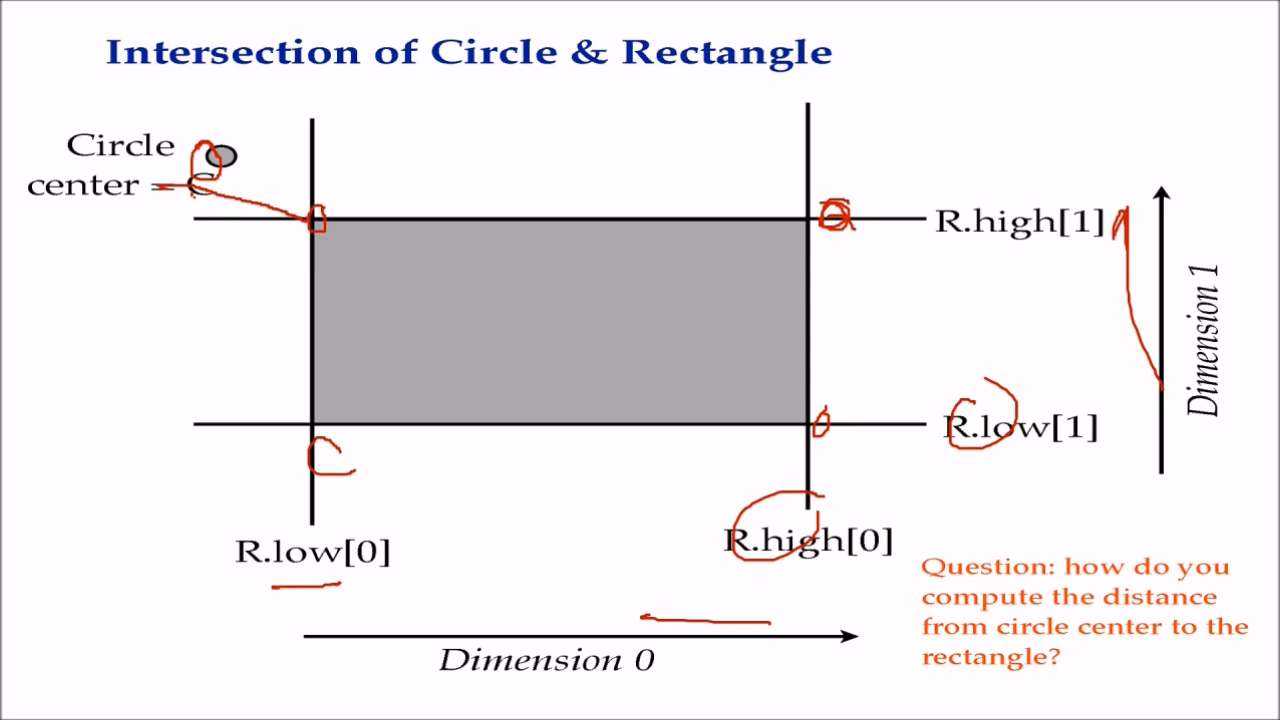 Intersection of Circle & Rectangle
Circle
center = C
R.high[1]
Dimension 1
R.low[1]
R.low[0]
R.high[0]
Dimension 0
Question: how do you
compute the distance
from circle center to the
rectangle?